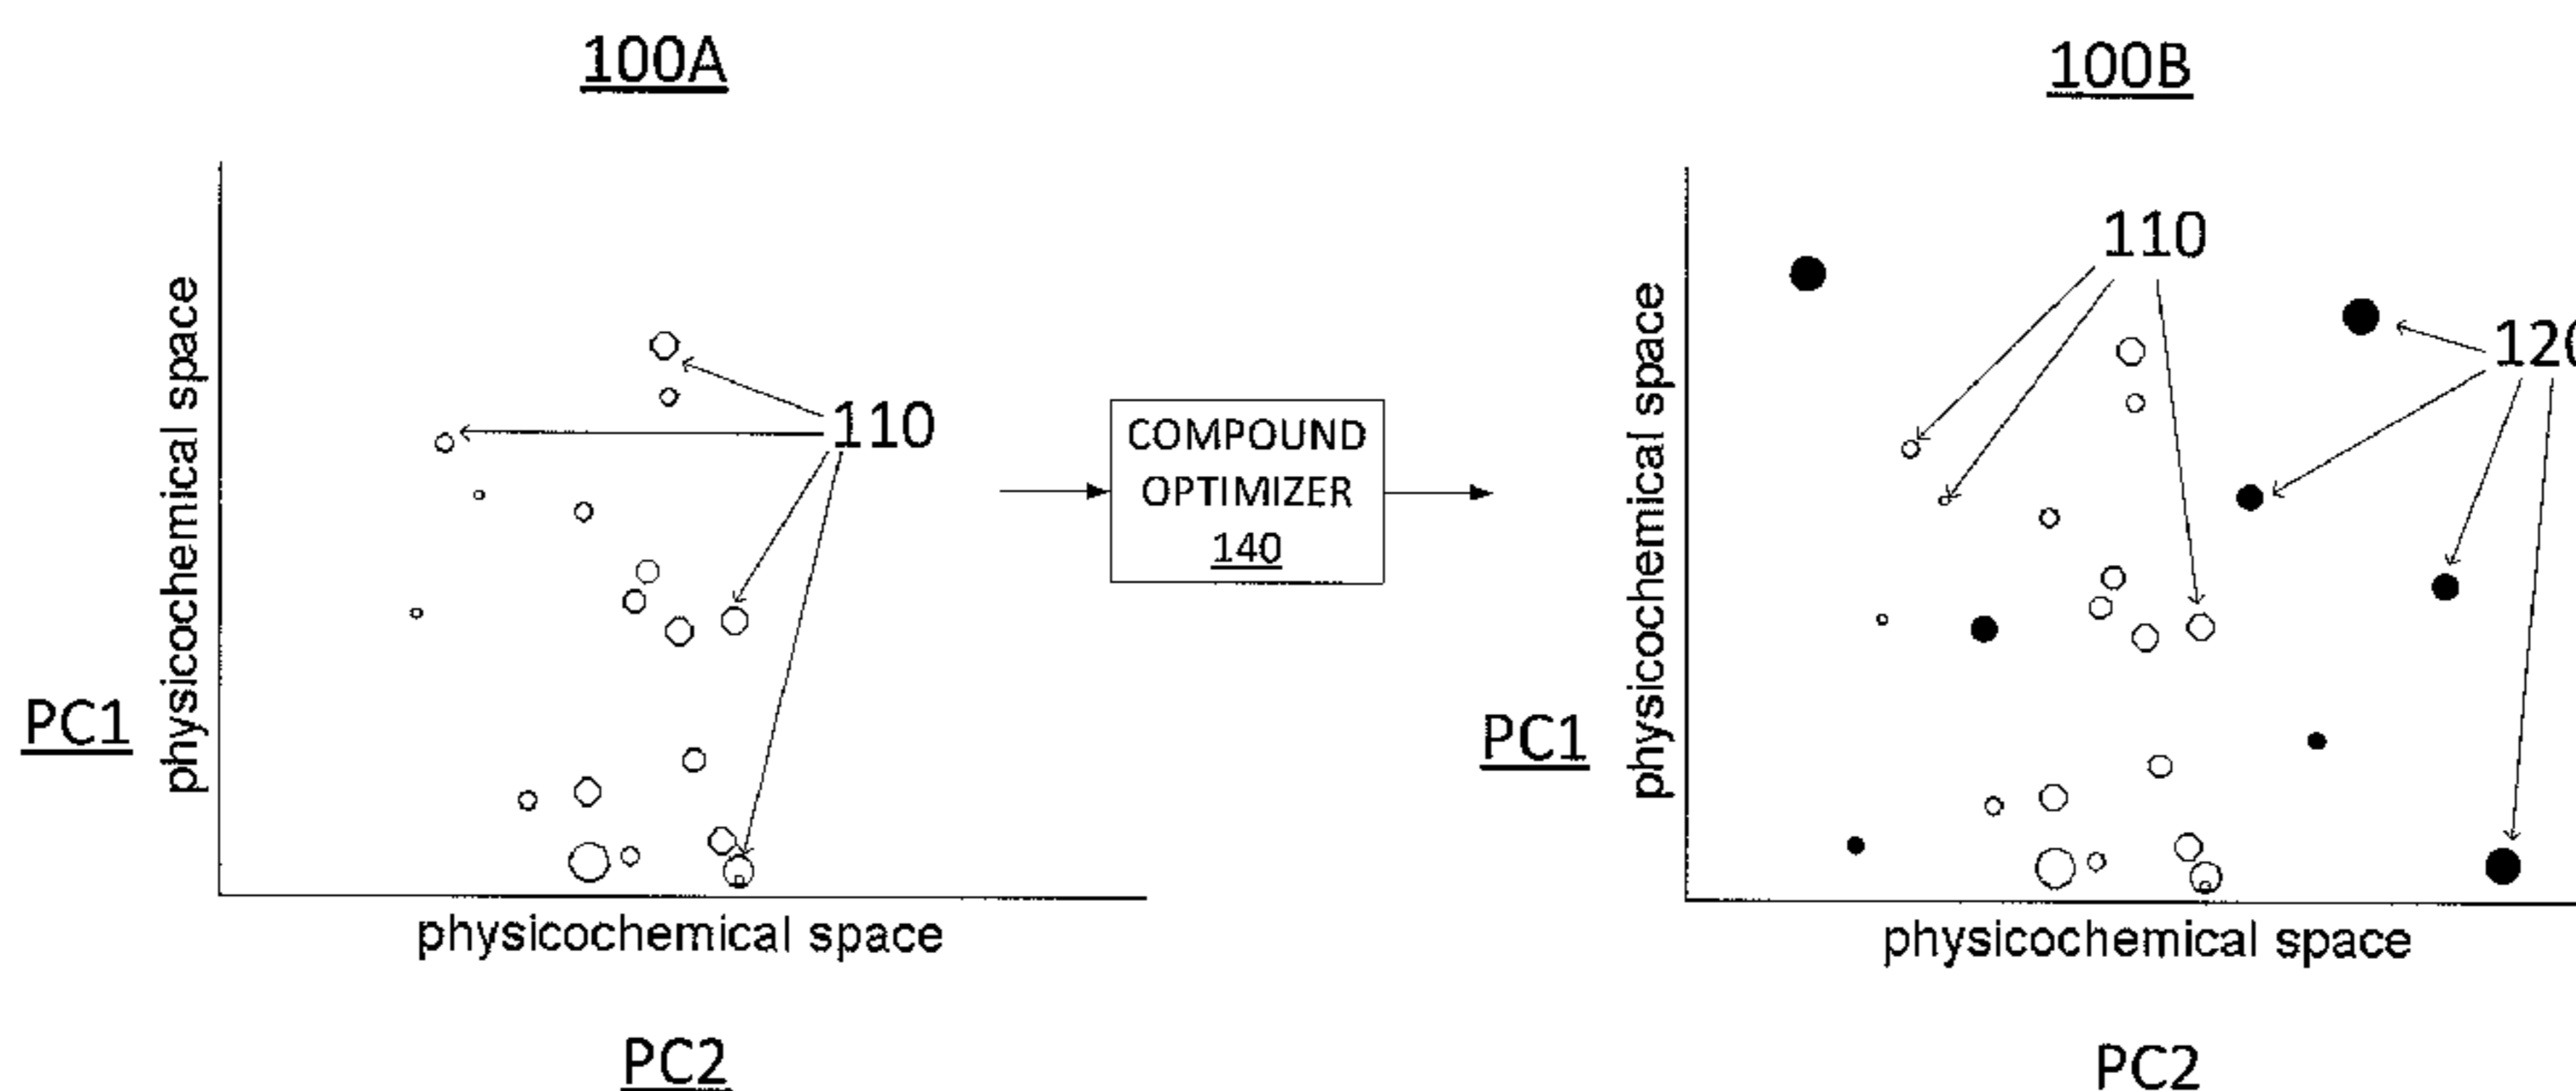 100A
physicochemical space
110
PC1
physicochemical space
PC2
COMPOUND
OPTIMIZER
140
100B
physicochemical space
110
PC1
physicochemical space
PC2